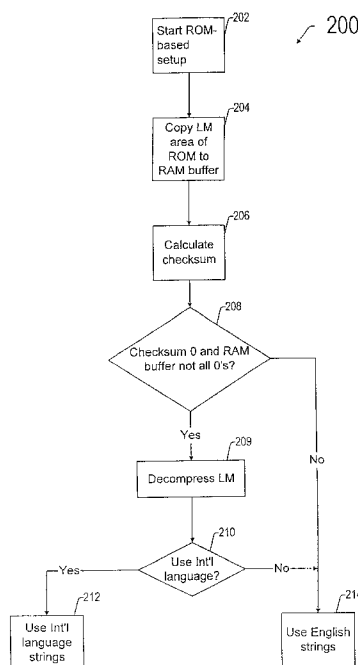 200
202
Start ROM-
based
setup
204
Copy LM
area of
ROM to
RAM buffer
206
Calculate
checksum
208
Checksum 0 and RAM
buffer not all 0's?
Yes
No
209
Decompress LM
210
Use Int'l
language?
Yes
No
212
Use Int'l
language
strings
214
Use English
strings